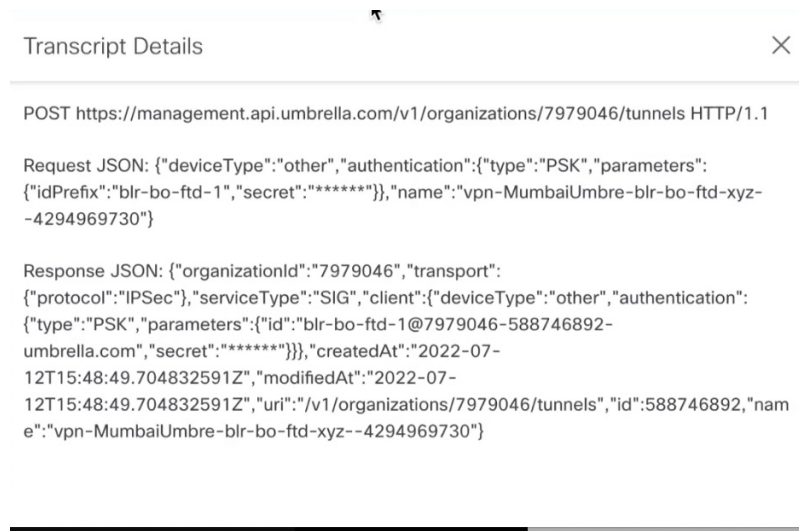 Transcript Details
POST https://management.api.umbrella.com/v1/organizations/7979046/tunnels HTTP/1.1
Request JSON: {"deviceType":"other","authentication":{"type":"PSK","parameters":
{"idPrefix":"blr-bo-ftd-1","secret":"******"}},"name":"vpn-MumbaiUmbre-blr-bo-ftd-xyz-
-4294969730"}
Response JSON: {"organizationId":"7979046","transport":
{"protocol":"IPSec"},"serviceType":"SIG","client":{"deviceType":"other","authentication":
{"type":"PSK","parameters":{"id":"blr-bo-ftd-1@7979046-588746892-
umbrella.com","secret":"******"}}},"createdAt":"2022-07-
12T15:48:49.704832591Z","modifiedAt":"2022-07-
12T15:48:49.704832591Z","uri":"/v1/organizations/7979046/tunnels","id":588746892,"nam
e":"vpn-MumbaiUmbre-blr-bo-ftd-xyz--4294969730"}